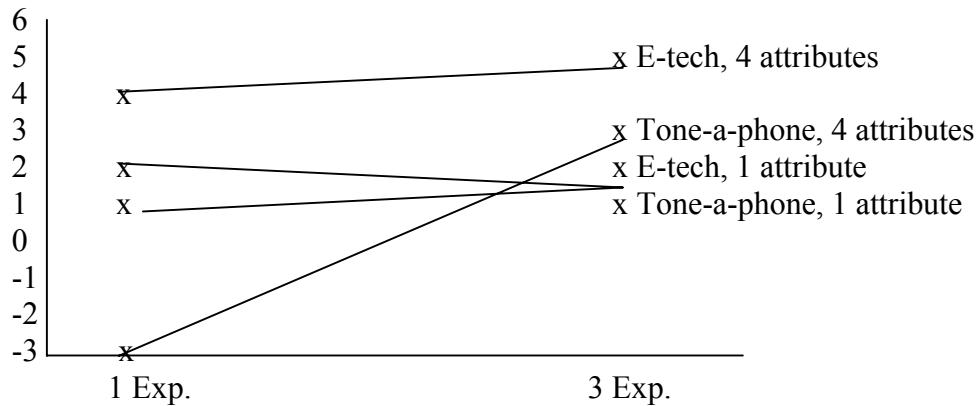 6
5
x E-tech, 4 attributes
4
x
3
x Tone-a-phone, 4 attributes
2
x
x E-tech, 1 attribute
1
x
x Tone-a-phone, 1 attribute
0
-1
-2
-3
x
1 Exp.
3 Exp.